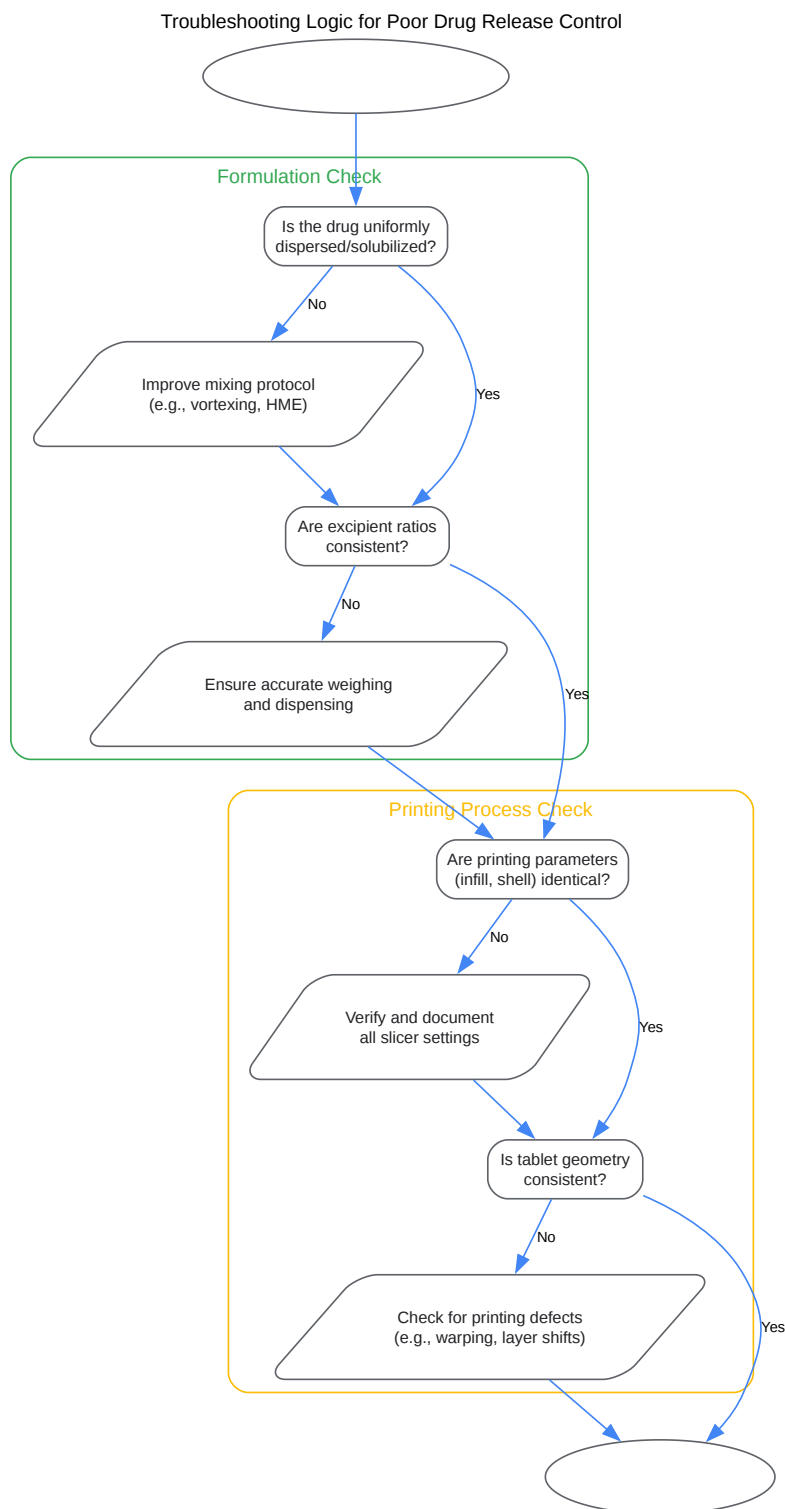 Troubleshooting Logic for Poor Drug Release Control
Formulation Check
Is the drug uniformly
dispersed/solubilized?
No
Yes
Improve mixing protocol
(e.g., vortexing, HME)
Are excipient ratios
consistent?
No
Yes
Ensure accurate weighing
and dispensing
Printing Process Check
Are printing parameters
(infill, shell) identical?
No
Yes
Verify and document
all slicer settings
Is tablet geometry
consistent?
No
Yes
Check for printing defects
(e.g., warping, layer shifts)